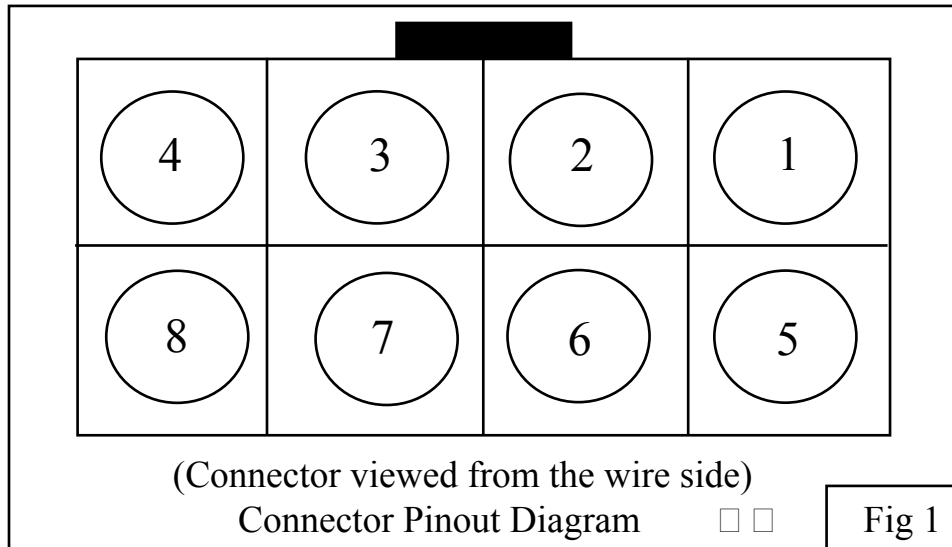 4 3 2 1
8 7 6 5
(Connector viewed from the wire side)
Connector Pinout Diagram □ □
Fig 1